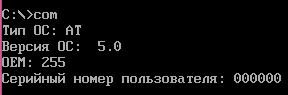 C:\>com
Тип ОС: AT
Версия ОС:  5.0
OEM: 255
Серийный номер пользователя: 000000